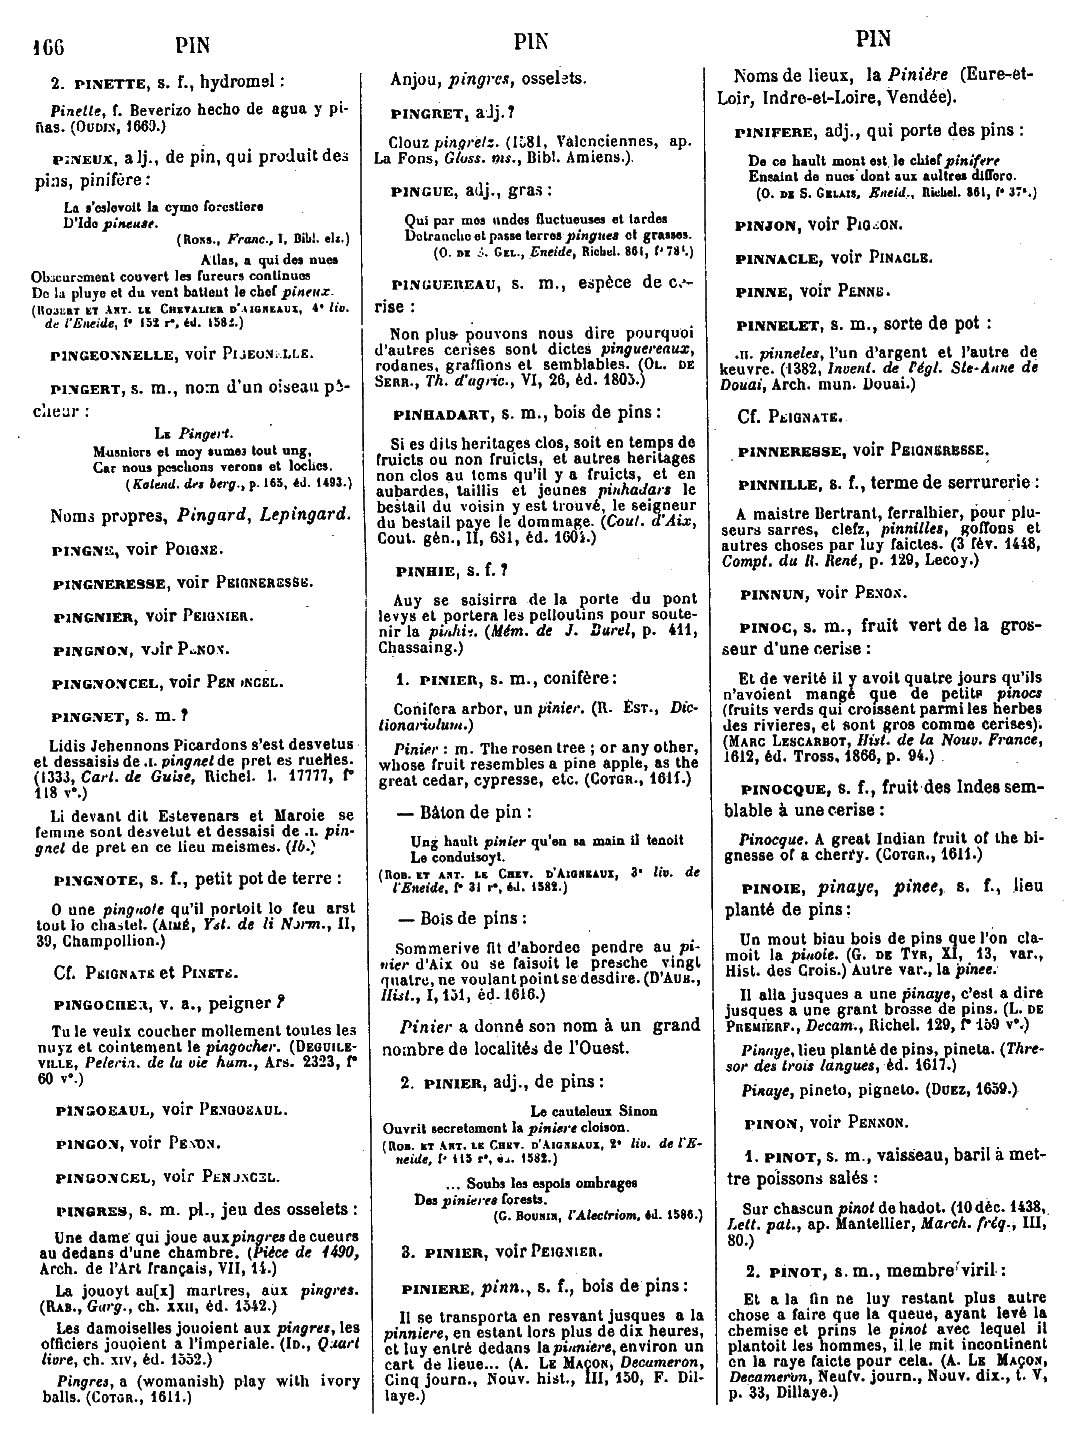 166 PIN PIN PIN
2. PINETTE, s. f., hydromel :
Pinette, f. Beverizo hecho de agua y pi-
ñas. (OUDIN, 1660.)
PINEUX, adj., de pin, qui produit des
pins, pinifère :
La s'eslevoit la cyme forestiere
D'Ide pineuse.
(RONS., Franc., I, Bibl. elz.)
Atlas, a qui des nues
Obscurement couvert les fureurs continues
De la pluye et du vent battent le chef pineux.
(ROBERT ET ANT. LE CHEVALIER D'AIGNEAUX, 4e liv.
de l'Eneide, f° 152 r°, éd. 1582.)
PINGEONNELLE, voir PIJEONNELLE.
PINGERT, s. m., nom d'un oiseau pê-
cheur :
LE Pingert.
Musniers et moy sumes tout ung,
Car nous peschons verons et loches.
(Kalend. des berg., p. 165, éd. 1493.)
Noms propres, Pingard, Lepingard.
PINGNE, voir POIGNE.
PINGNERESSE, voir PEIGNERESSE.
PINGNIER, voir PEIGNIER.
PINGNON, voir PENON.
PINGNONCEL, voir PENONCEL.
PINGNET, s. m. ?
Lidis Jehennons Picardons s'est desvetus
et dessaisis de .I. pingnet de pret es ruelles.
(1333, Cart. de Guise, Richel. l. 17777, f°
118 v°.)
Li devant dit Estevenars et Maroie se
femme sont desvetut et dessaisi de .I. pin-
gnet de pret en ce lieu meismes. (Ib.)
PINGNOTE, s. f., petit pot de terre :
O une pingnote qu'il portoit lo feu arst
tout lo chastel. (AIMÉ, Yst. de li Norm., II,
39, Champollion.)
Cf. PEIGNATE et PINETE.
PINGOCHER, v. a., peigner ?
Tu le veulx coucher mollement toutes les
nuyz et cointement le pingocher. (DEGUILE-
VILLE, Pelerin. de la vie hum., Ars. 2323, f°
60 v°.)
PINGOEAUL, voir PENGOEAUL.
PINGON, voir PENON.
PINGONCEL, voir PENONCEL.
PINGRES, s. m. pl., jeu des osselets :
Une dame qui joue aux pingres de cueurs
au dedans d'une chambre. (Pièce de 1490,
Arch. de l'Art français, VII, 14.)
La jouoyt au[x] martres, aux pingres.
(RAB., Garg., ch. XXII, éd. 1542.)
Les damoiselles jouoient aux pingres, les
officiers jouoient a l'imperiale. (ID., Quart
livre, ch. XIV, éd. 1552.)
Pingres, a (womanish) play with ivory
balls. (COTGR., 1611.)
Anjou, pingres, osselets.
PINGRET, adj. ?
Clouz pingretz. (1581, Valenciennes, ap.
La Fons, Gloss. ms., Bibl. Amiens.)
PINGUE, adj., gras :
Qui par mes undes fluctueuses et tardes
Detranche et passe terres pingues et grasses.
(O. DE S. GEL., Eneide, Richel. 861, f° 78d.)
PINGUEREAU, s. m., espèce de ce-
rise :
Non plus pouvons nous dire pourquoi
d'autres cerises sont dictes pinguereaux,
rodanes, graffions et semblables. (OL. DE
SERR., Th. d'agric., VI, 26, éd. 1805.)
PINHADART, s. m., bois de pins :
Si es dits heritages clos, soit en temps de
fruicts ou non fruicts, et autres heritages
non clos au tems qu'il y a fruicts, et en
aubardes, taillis et jeunes pinhadars le
bestail du voisin y est trouvé, le seigneur
du bestail paye le dommage. (Cout. d'Aix,
Cout. gén., II, 681, éd. 1604.)
PINHIE, s. f. ?
Auy se saisirra de la porte du pont
levys et portera les pelloutins pour soute-
nir la pinhie. (Mém. de J. Burel, p. 411,
Chassaing.)
1. PINIER, s. m., conifère :
Conifera arbor, un pinier. (R. EST., Dic-
tionariolum.)
Pinier : m. The rosen tree ; or any other,
whose fruit resembles a pine apple, as the
great cedar, cypresse, etc. (COTGR., 1611.)
— Bâton de pin :
Ung hault pinier qu'en sa main il tenoit
Le conduisoyt.
(ROB. ET ANT. LE CHEV. D'AIGNEAUX, 3e liv. de
l'Eneide, f° 31 r°, éd. 1582.)
— Bois de pins :
Sommerive fit d'abordee pendre au pi-
nier d'Aix ou se faisoit le presche vingt
quatre, ne voulant point se desdire. (D'AUB.,
Hist., I, 151, éd. 1616.)
Pinier a donné son nom à un grand
nombre de localités de l'Ouest.
2. PINIER, adj., de pins :
Le cauteleux Sinon
Ouvrit secretement la piniere cloison.
(ROB. ET ANT. LE CHEV. D'AIGNEAUX, 2e liv. de l'E-
neide, f° 115 r°, éd. 1582.)
... Soubs les espois ombrages
Des pinieres forests.
(G. BOUNIN, l'Alectriom, éd. 1586.)
3. PINIER, voir PEIGNIER.
PINIERE, pinn., s. f., bois de pins :
Il se transporta en resvant jusques a la
pinniere, en estant lors plus de dix heures,
et luy entré dedans la pinniere, environ un
cart de lieue... (A. LE MAÇON, Decameron,
Cinq journ., Nouv. hist., III, 150, F. Dil-
laye.)
Noms de lieux, la Pinière (Eure-et-
Loir, Indre-et-Loire, Vendée).
PINIFERE, adj., qui porte des pins :
De ce hault mont est le chief pinifere
Ensaint de nues dont aux aultres differe.
(O. DE S. GELAIS, Eneid., Richel. 861, f° 37a.)
PINJON, voir PIGEON.
PINNACLE, voir PINACLE.
PINNE, voir PENNE.
PINNELET, s. m., sorte de pot :
.II. pinneles, l'un d'argent et l'autre de
keuvre. (1382, Invent. de l'égl. Ste-Anne de
Douai, Arch. mun. Douai.)
Cf. PEIGNATE.
PINNERESSE, voir PEIGNERESSE.
PINNILLE, s. f., terme de serrurerie :
A maistre Bertrant, ferralhier, pour plu-
seurs sarres, clefz, pinnilles, goffons et
autres choses par luy faictes. (3 fév. 1448,
Compt. du R. René, p. 129, Lecoy.)
PINNUN, voir PENON.
PINOC, s. m., fruit vert de la gros-
seur d'une cerise :
Et de verité il y avoit quatre jours qu'ils
n'avoient mangé que de petits pinocs
(fruits verds qui croissent parmi les herbes
des rivieres, et sont gros comme cerises).
(MARC LESCARBOT, Hist. de la Nouv. France,
1612, éd. Tross, 1866, p. 94.)
PINOCQUE, s. f., fruit des Indes sem-
blable à une cerise :
Pinocque. A great Indian fruit of the bi-
gnesse of a cherry. (COTGR., 1611.)
PINOIE, pinaye, pinee, s. f., lieu
planté de pins :
Un mout biau bois de pins que l'on cla-
moit la pinoie. (G. DE TYR, XI, 13, var.,
Hist. des Crois.) Autre var., la pinee.
Il alla jusques a une pinaye, c'est a dire
jusques a une grant brosse de pins. (L. DE
PREMIERF., Decam., Richel. 129, f° 159 v°.)
Pinaye, lieu planté de pins, pineta. (Thre-
sor des trois langues, éd. 1617.)
Pinaye, pineto, pigneto. (DUEZ, 1659.)
PINON, voir PENNON.
1. PINOT, s. m., vaisseau, baril à met-
tre poissons salés :
Sur chascun pinot de hadot. (10 déc. 1438,
Lett. pat., ap. Mantellier, March. fréq., III,
80.)
2. PINOT, s. m., membre viril :
Et a la fin ne luy restant plus autre
chose a faire que la queue, ayant levé la
chemise et prins le pinot avec lequel il
plantoit les hommes, il le mit incontinent
en la raye faicte pour cela. (A. LE MAÇON,
Decameron, Neufv. journ., Nouv. dix., t. V,
p. 33, Dillaye.)